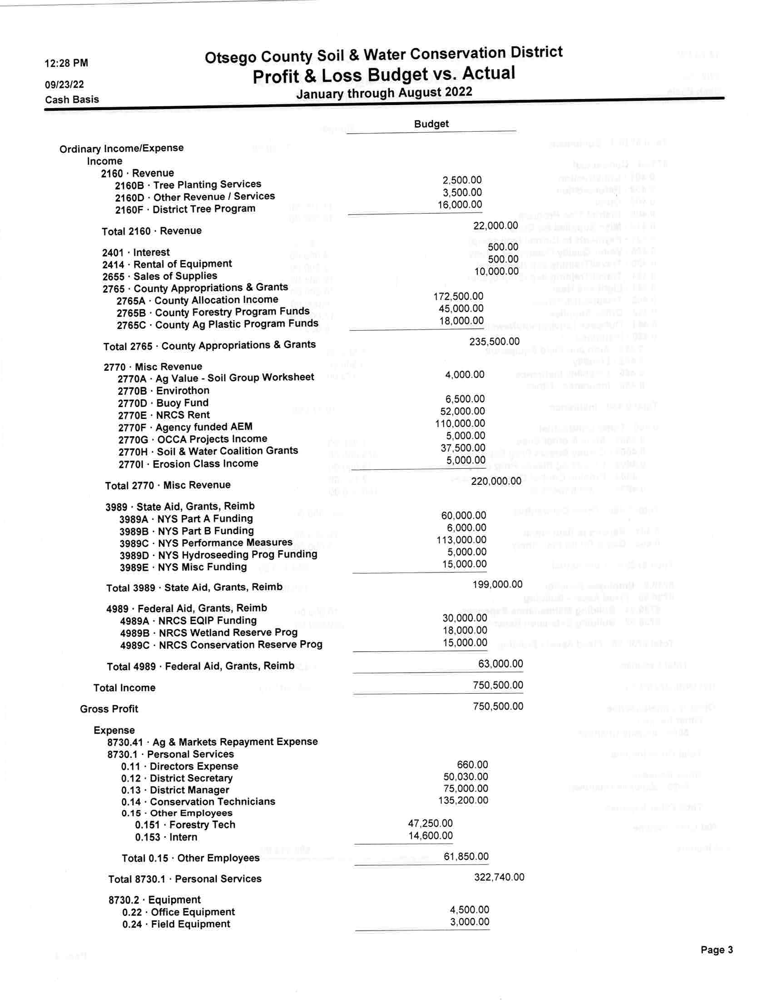 Otsego County Soil & Water Conservation District
12:28 PM
Profit & Loss Budget vs. Actual
09/23/22
January through August 2022
Cash Basis
Budget
Ordinary Income/Expense
Income
2160 · Revenue
2160B · Tree Planting Services 2,500.00
2160D · Other Revenue / Services 3,500.00
2160F · District Tree Program 16,000.00
Total 2160 · Revenue 22,000.00
2401 · Interest 500.00
2414 · Rental of Equipment 500.00
2655 · Sales of Supplies 10,000.00
2765 · County Appropriations & Grants
2765A · County Allocation Income 172,500.00
2765B · County Forestry Program Funds 45,000.00
2765C · County Ag Plastic Program Funds 18,000.00
Total 2765 · County Appropriations & Grants 235,500.00
2770 · Misc Revenue
2770A · Ag Value - Soil Group Worksheet 4,000.00
2770B · Envirothon
2770D · Buoy Fund 6,500.00
2770E · NRCS Rent 52,000.00
2770F · Agency funded AEM 110,000.00
2770G · OCCA Projects Income 5,000.00
2770H · Soil & Water Coalition Grants 37,500.00
2770I · Erosion Class Income 5,000.00
Total 2770 · Misc Revenue 220,000.00
3989 · State Aid, Grants, Reimb
3989A · NYS Part A Funding 60,000.00
3989B · NYS Part B Funding 6,000.00
3989C · NYS Performance Measures 113,000.00
3989D · NYS Hydroseeding Prog Funding 5,000.00
3989E · NYS Misc Funding 15,000.00
Total 3989 · State Aid, Grants, Reimb 199,000.00
4989 · Federal Aid, Grants, Reimb
4989A · NRCS EQIP Funding 30,000.00
4989B · NRCS Wetland Reserve Prog 18,000.00
4989C · NRCS Conservation Reserve Prog 15,000.00
Total 4989 · Federal Aid, Grants, Reimb 63,000.00
Total Income 750,500.00
Gross Profit 750,500.00
Expense
8730.41 · Ag & Markets Repayment Expense
8730.1 · Personal Services
0.11 · Directors Expense 660.00
0.12 · District Secretary 50,030.00
0.13 · District Manager 75,000.00
0.14 · Conservation Technicians 135,200.00
0.15 · Other Employees
0.151 · Forestry Tech 47,250.00
0.153 · Intern 14,600.00
Total 0.15 · Other Employees 61,850.00
Total 8730.1 · Personal Services 322,740.00
8730.2 · Equipment
0.22 · Office Equipment 4,500.00
0.24 · Field Equipment 3,000.00
Page 3